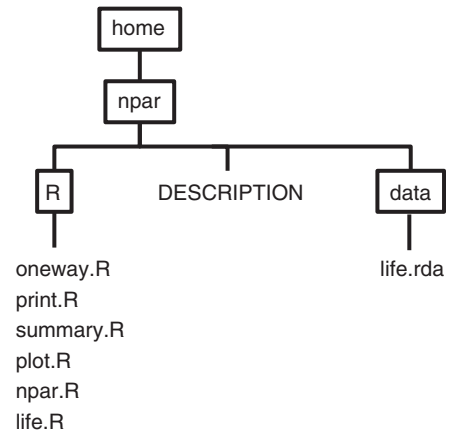 home
npar
R
DESCRIPTION
data
oneway.R
print.R
summary.R
plot.R
npar.R
life.R
life.rda